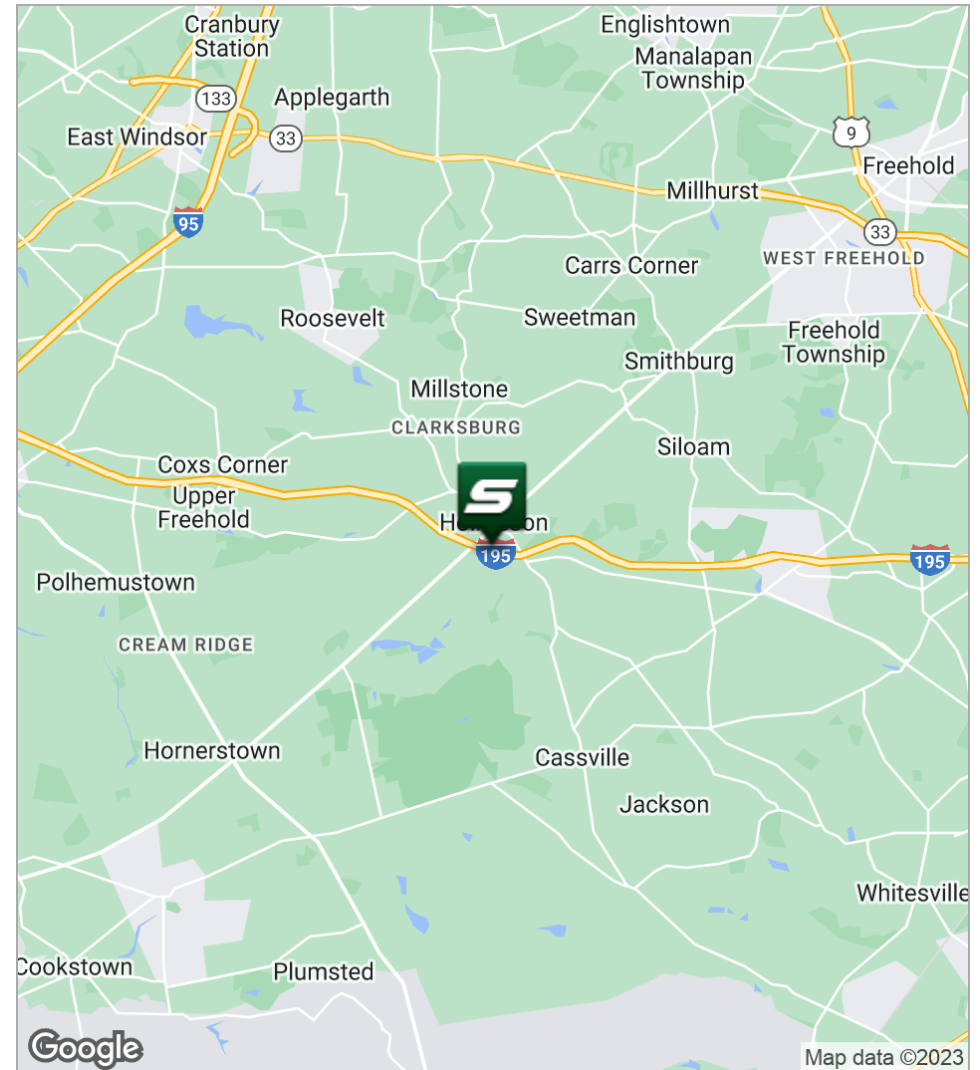 Cranbury
Station
Englishtown
Manalapan
Township
133
Applegarth
East Windsor
33
9
Freehold
Millhurst
95
33
WEST FREEHOLD
Carrs Corner
Roosevelt
Sweetman
Freehold
Township
Smithburg
Millstone
CLARKSBURG
Siloam
Coxs Corner
Upper
Freehold
S
195
195
Polhemustown
CREAM RIDGE
Hornerstown
Cassville
Jackson
Whitesville
Cookstown
Plumsted
Google
Map data ©2023